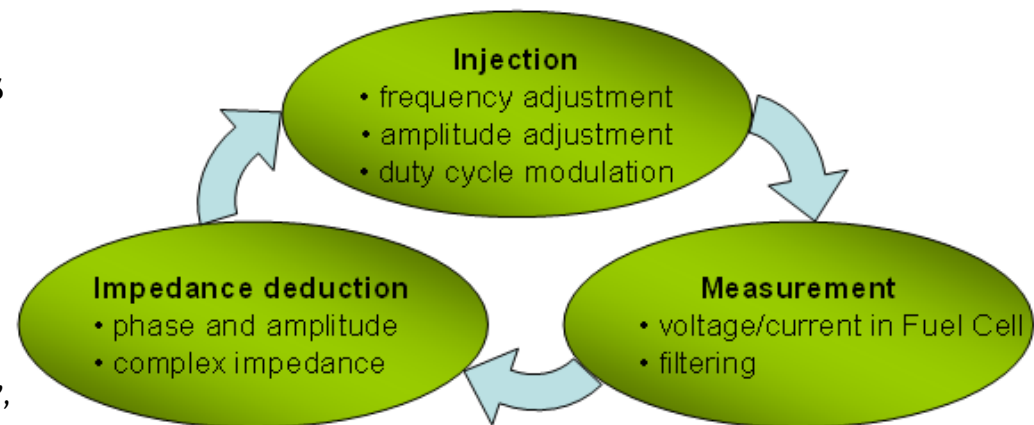 Injection
• frequency adjustment
• amplitude adjustment
• duty cycle modulation
Impedance deduction
• phase and amplitude
• complex impedance
Measurement
• voltage/current in Fuel Cell
• filtering